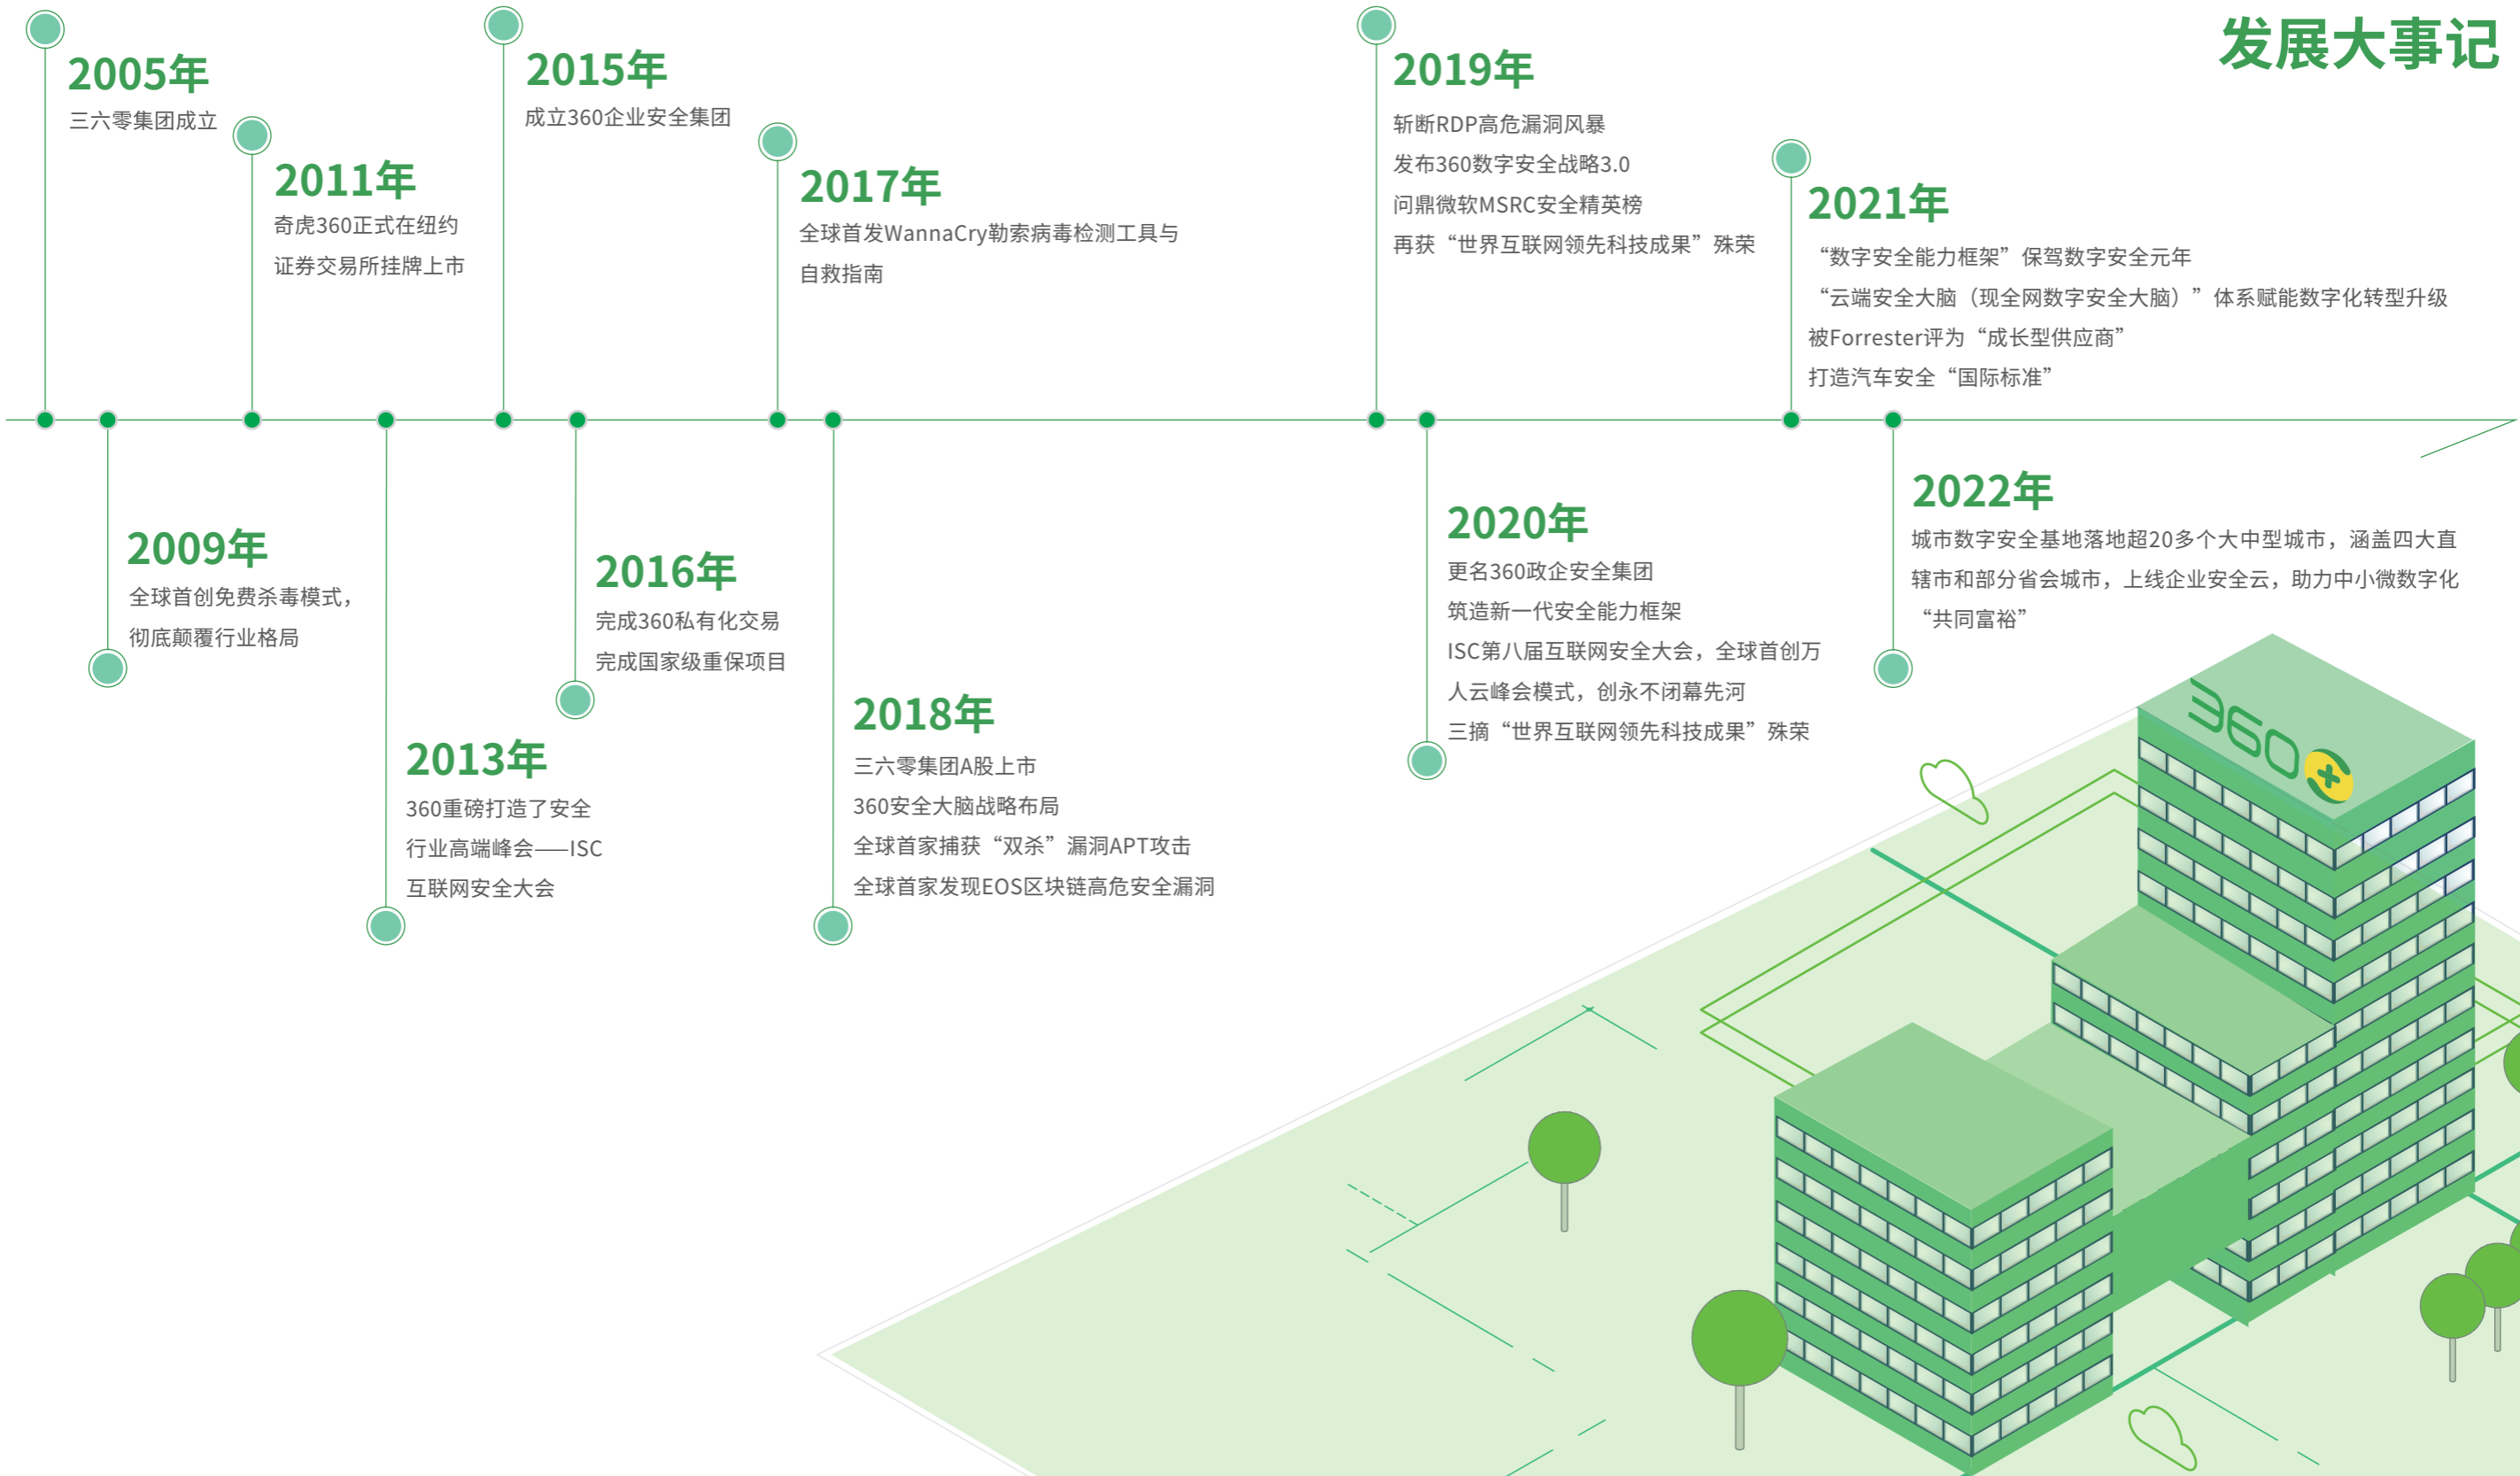 发展大事记
2005年
三六零集团成立
2009年
全球首创免费杀毒模式，
彻底颠覆行业格局
2011年
奇虎360正式在纽约
证券交易所挂牌上市
2013年
360重磅打造了安全
行业高端峰会——ISC
互联网安全大会
2015年
成立360企业安全集团
2016年
完成360私有化交易
完成国家级重保项目
2017年
全球首发WannaCry勒索病毒检测工具与
自救指南
2018年
三六零集团A股上市
360安全大脑战略布局
全球首家捕获“双杀”漏洞APT攻击
全球首家发现EOS区块链高危安全漏洞
2019年
斩断RDP高危漏洞风暴
发布360数字安全战略3.0
问鼎微软MSRC安全精英榜
再获“世界互联网领先科技成果”殊荣
2020年
更名360政企安全集团
筑造新一代安全能力框架
ISC第八届互联网安全大会，全球首创万
人云峰会模式，创永不闭幕先河
三摘“世界互联网领先科技成果”殊荣
2021年
“数字安全能力框架”保驾数字安全元年
“云端安全大脑（现全网数字安全大脑）”体系赋能数字化转型升级
被Forrester评为“成长型供应商”
打造汽车安全“国际标准”
2022年
城市数字安全基地落地超20多个大中型城市，涵盖四大直
辖市和部分省会城市，上线企业安全云，助力中小微数字化
“共同富裕”
360